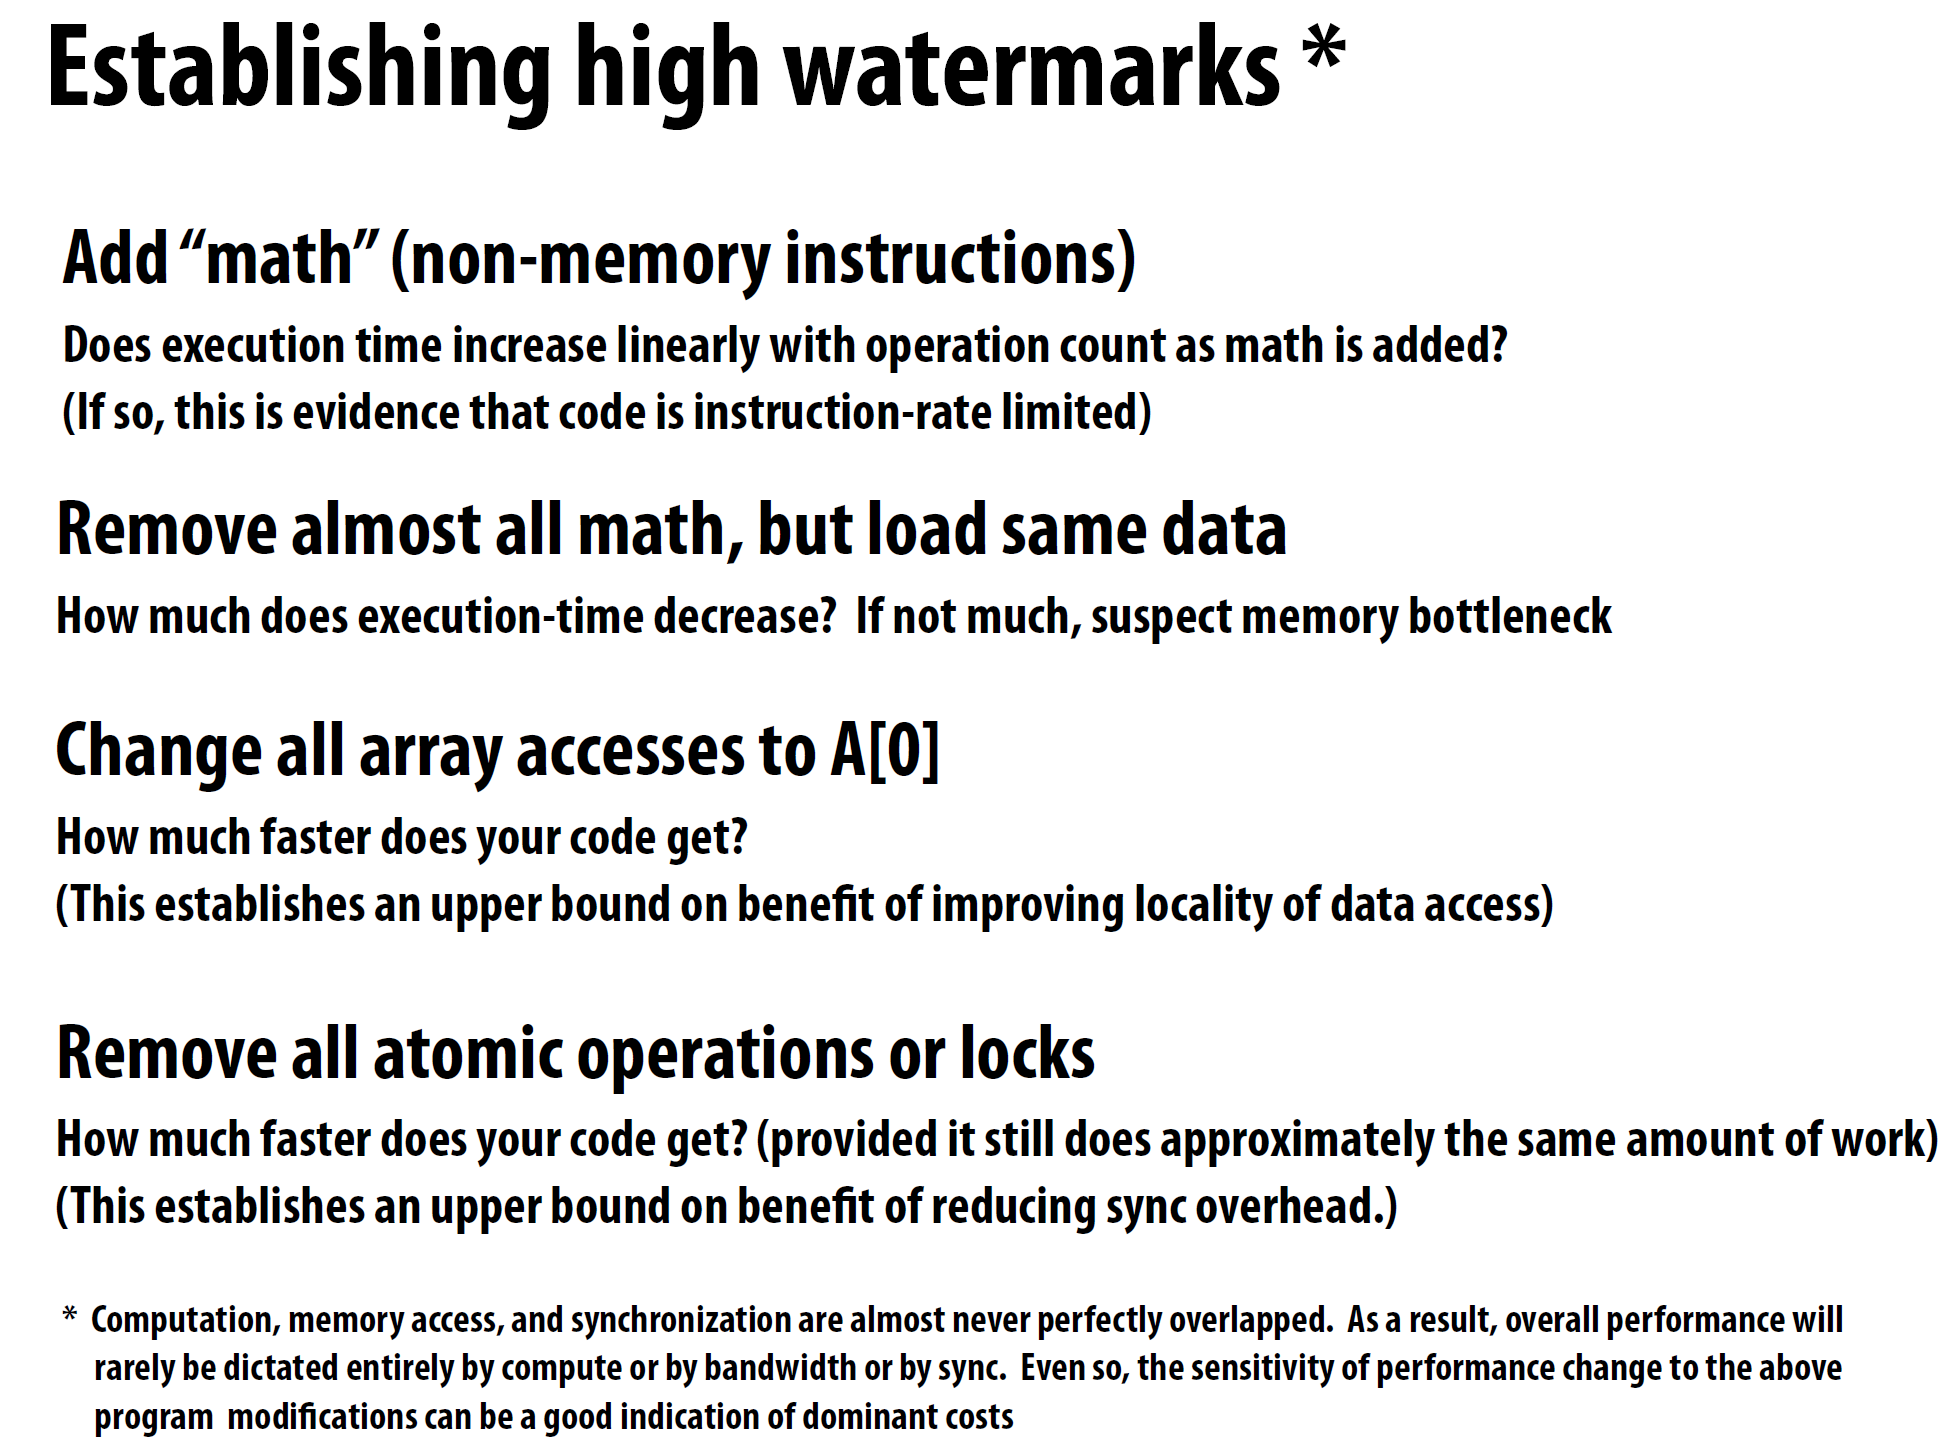 Establishing high watermarks *
Add “math” (non-memory instructions)
Does execution time increase linearly with operation count as math is added?
(If so, this is evidence that code is instruction-rate limited)
Remove almost all math, but load same data
How much does execution-time decrease?  If not much, suspect memory bottleneck
Change all array accesses to A[0]
How much faster does your code get?
(This establishes an upper bound on benefit of improving locality of data access)
Remove all atomic operations or locks
How much faster does your code get? (provided it still does approximately the same amount of work)
(This establishes an upper bound on benefit of reducing sync overhead.)
* Computation, memory access, and synchronization are almost never perfectly overlapped.  As a result, overall performance will
rarely be dictated entirely by compute or by bandwidth or by sync.  Even so, the sensitivity of performance change to the above
program  modifications can be a good indication of dominant costs